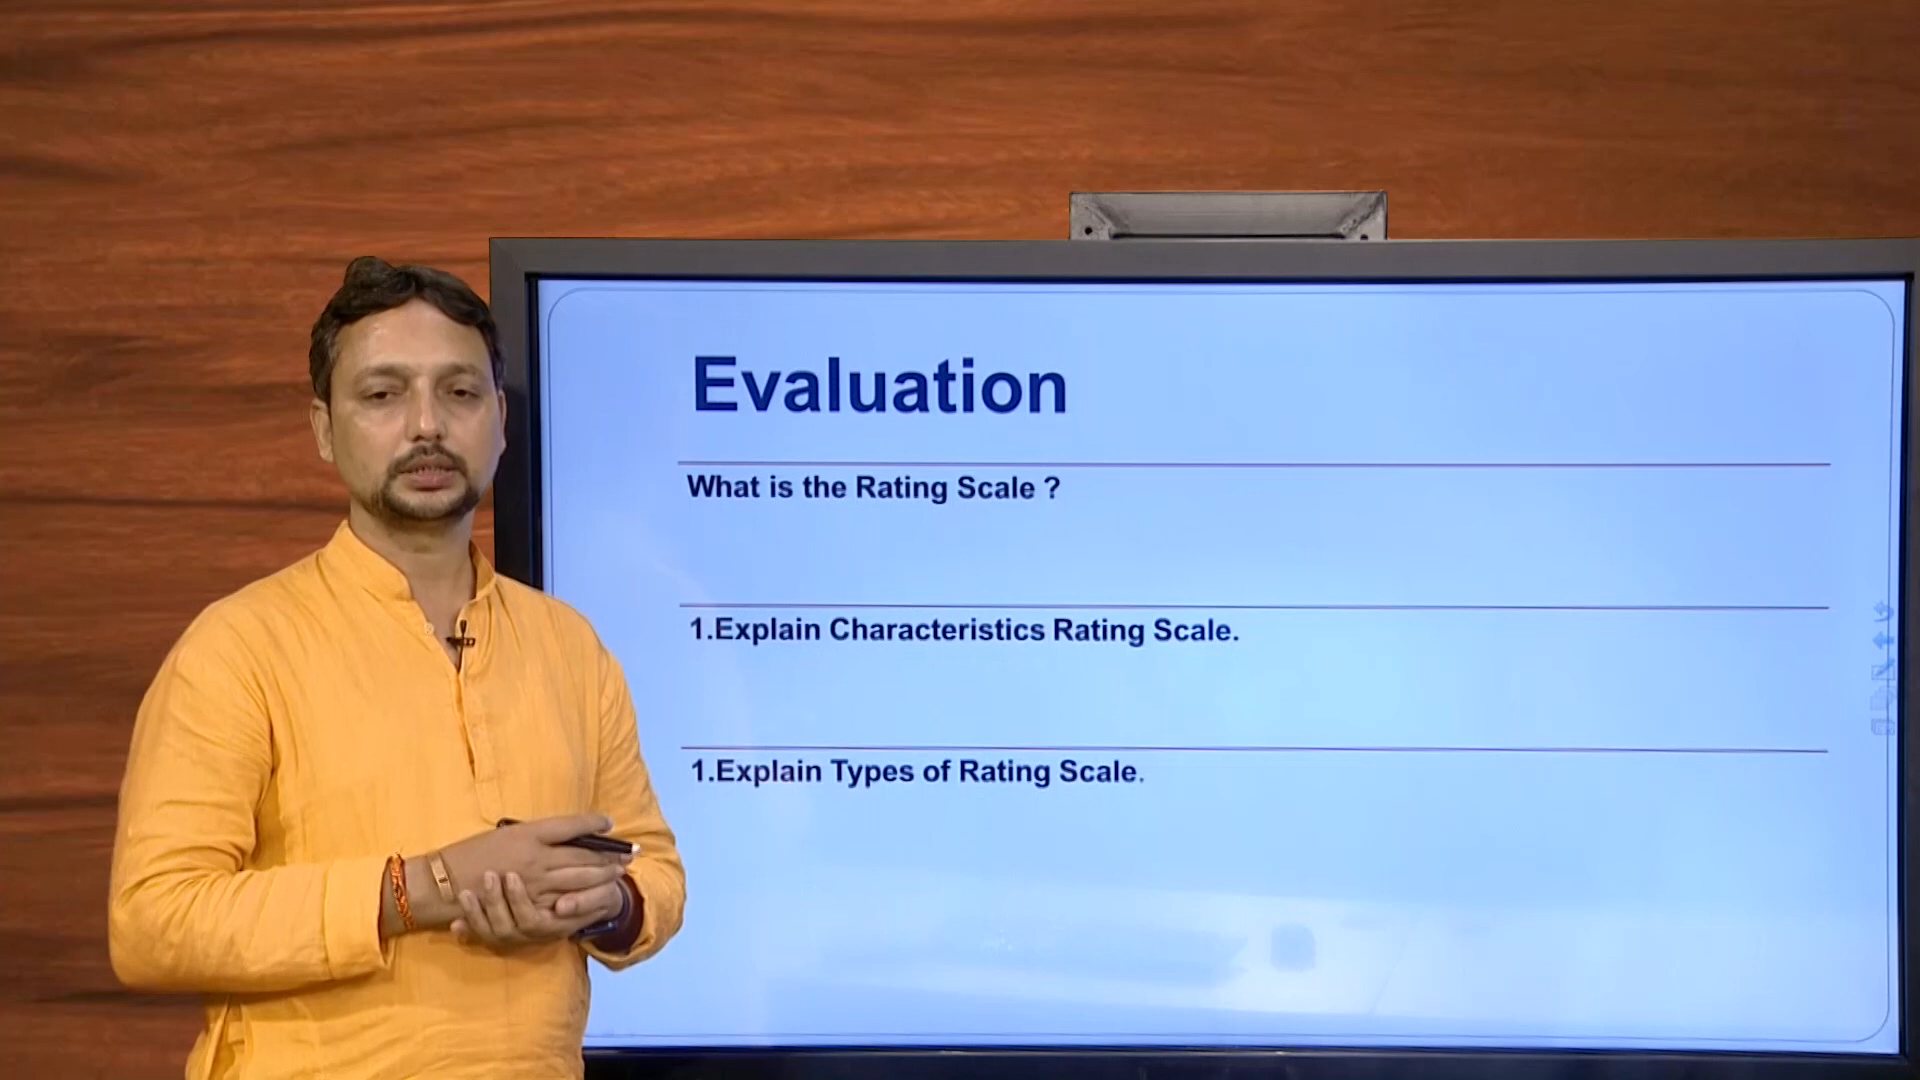 Evaluation
What is the Rating Scale ?
1.Explain Characteristics Rating Scale.
1.Explain Types of Rating Scale.